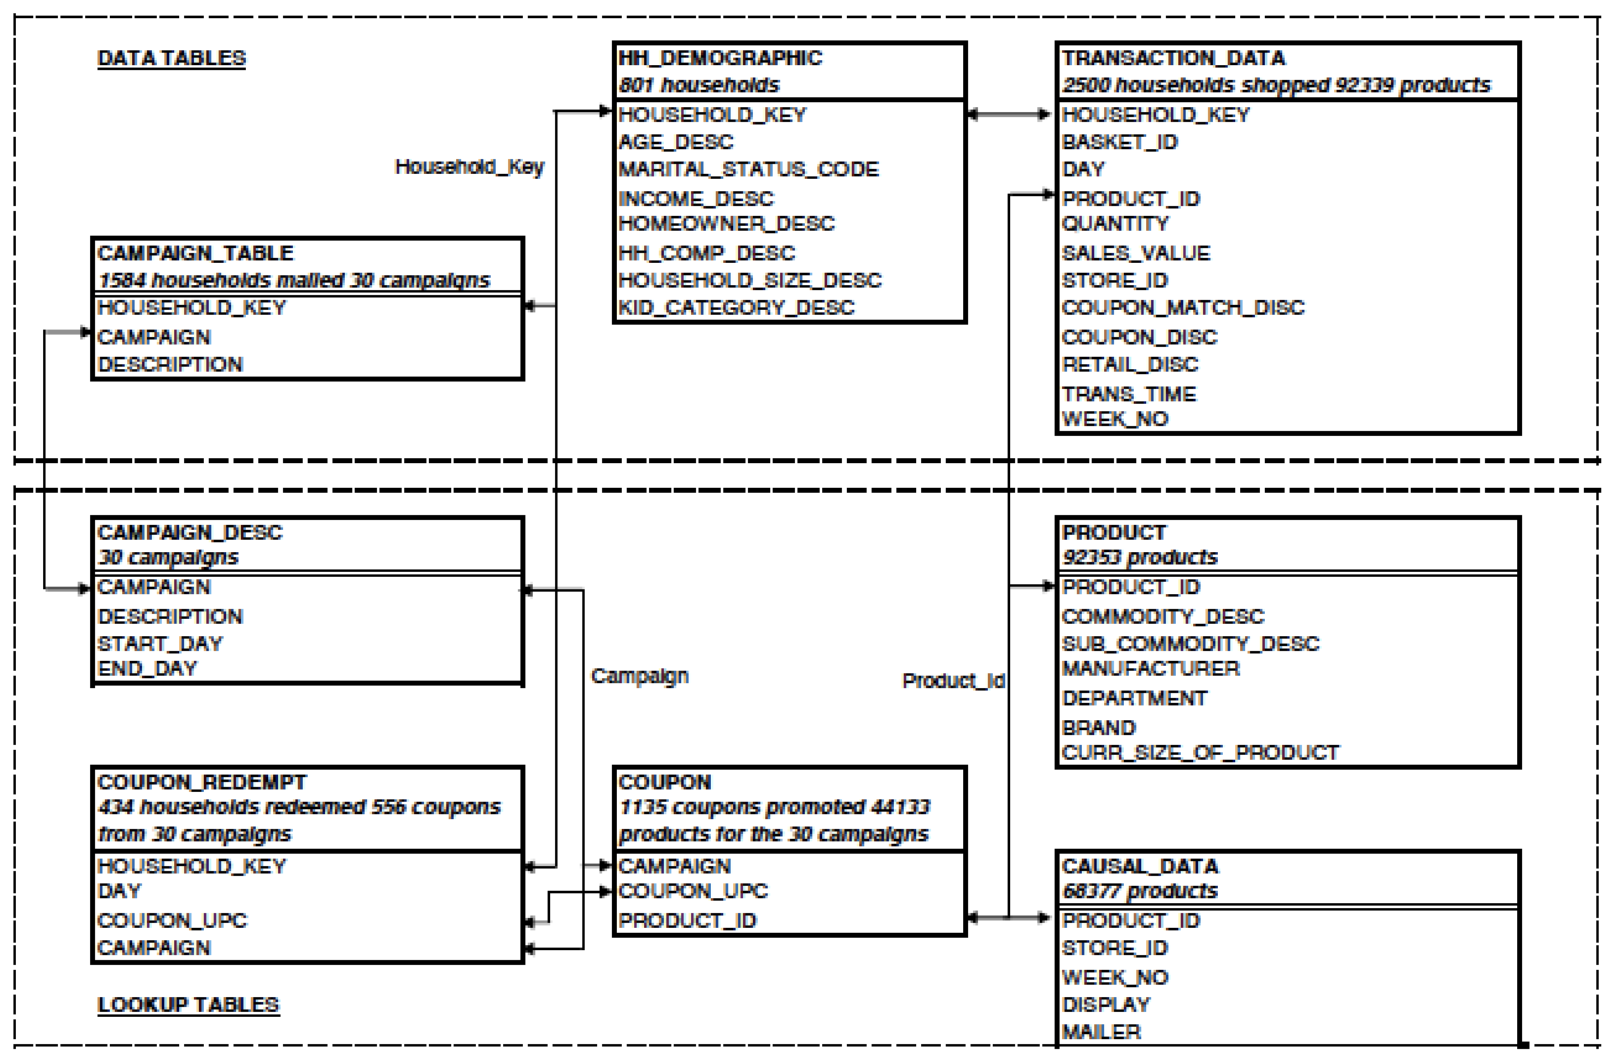 DATA TABLES
HH_DEMOGRAPHIC
801 households
HOUSEHOLD_KEY
AGE_DESC
MARITAL_STATUS_CODE
INCOME_DESC
HOMEOWNER_DESC
HH_COMP_DESC
HOUSEHOLD_SIZE_DESC
KID_CATEGORY_DESC
TRANSACTION_DATA
2500 households shopped 92339 products
HOUSEHOLD_KEY
BASKET_ID
DAY
PRODUCT_ID
QUANTITY
SALES_VALUE
STORE_ID
COUPON_MATCH_DISC
COUPON_DISC
RETAIL_DISC
TRANS_TIME
WEEK_NO
Household_Key
CAMPAIGN_TABLE
1584 households mailed 30 campaigns
HOUSEHOLD_KEY
CAMPAIGN
DESCRIPTION
CAMPAIGN_DESC
30 campaigns
CAMPAIGN
DESCRIPTION
START_DAY
END_DAY
Campaign
Product_Id
PRODUCT
92353 products
PRODUCT_ID
COMMODITY_DESC
SUB_COMMODITY_DESC
MANUFACTURER
DEPARTMENT
BRAND
CURR_SIZE_OF_PRODUCT
COUPON_REDEMPT
434 households redeemed 556 coupons
from 30 campaigns
HOUSEHOLD_KEY
DAY
COUPON_UPC
CAMPAIGN
COUPON
1135 coupons promoted 44133
products for the 30 campaigns
CAMPAIGN
COUPON_UPC
PRODUCT_ID
CAUSAL_DATA
68377 products
PRODUCT_ID
STORE_ID
WEEK_NO
DISPLAY
MAILER
LOOKUP TABLES